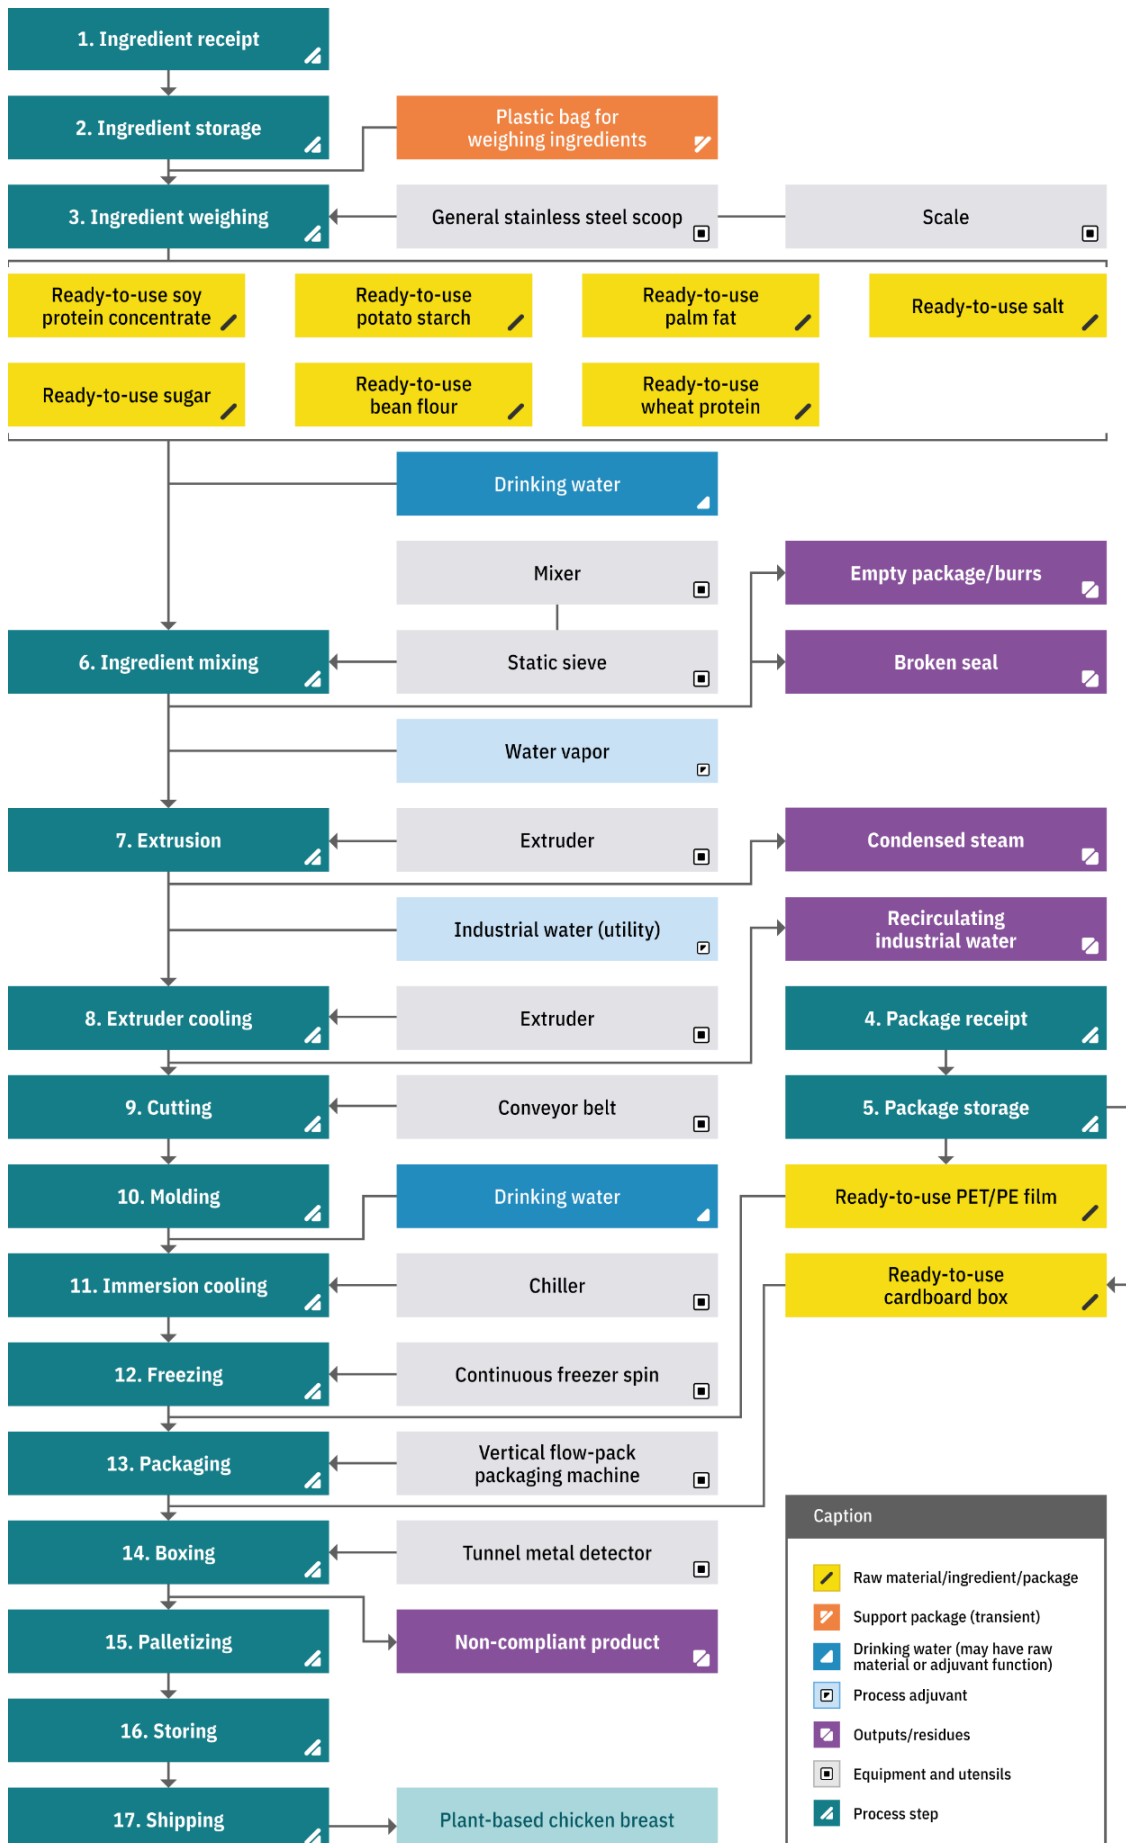 1. Ingredient receipt
2. Ingredient storage
Plastic bag for
weighing ingredients
3. Ingredient weighing
General stainless steel scoop
Scale
Ready-to-use soy
protein concentrate
Ready-to-use
potato starch
Ready-to-use
palm fat
Ready-to-use salt
Ready-to-use sugar
Ready-to-use
bean flour
Ready-to-use
wheat protein
Drinking water
Mixer
Empty package/burrs
6. Ingredient mixing
Static sieve
Broken seal
Water vapor
7. Extrusion
Extruder
Condensed steam
Industrial water (utility)
Recirculating
industrial water
8. Extruder cooling
Extruder
4. Package receipt
9. Cutting
Conveyor belt
5. Package storage
10. Molding
Drinking water
Ready-to-use PET/PE film
11. Immersion cooling
Chiller
Ready-to-use
cardboard box
12. Freezing
Continuous freezer spin
13. Packaging
Vertical flow-pack
packaging machine
14. Boxing
Tunnel metal detector
15. Palletizing
Non-compliant product
16. Storing
17. Shipping
Plant-based chicken breast
Caption
Raw material/ingredient/package
Support package (transient)
Drinking water (may have raw
material or adjuvant function)
Process adjuvant
Outputs/residues
Equipment and utensils
Process step